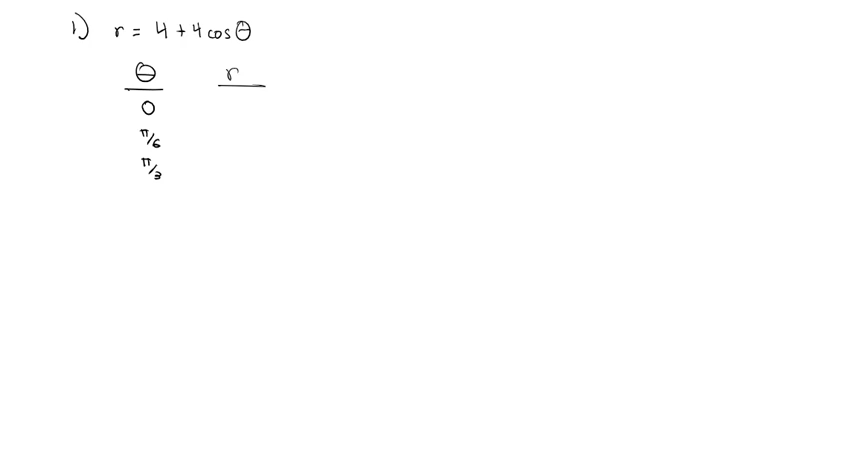 1) r = 4 + 4 cos θ
θ r
0
π/6
π/3